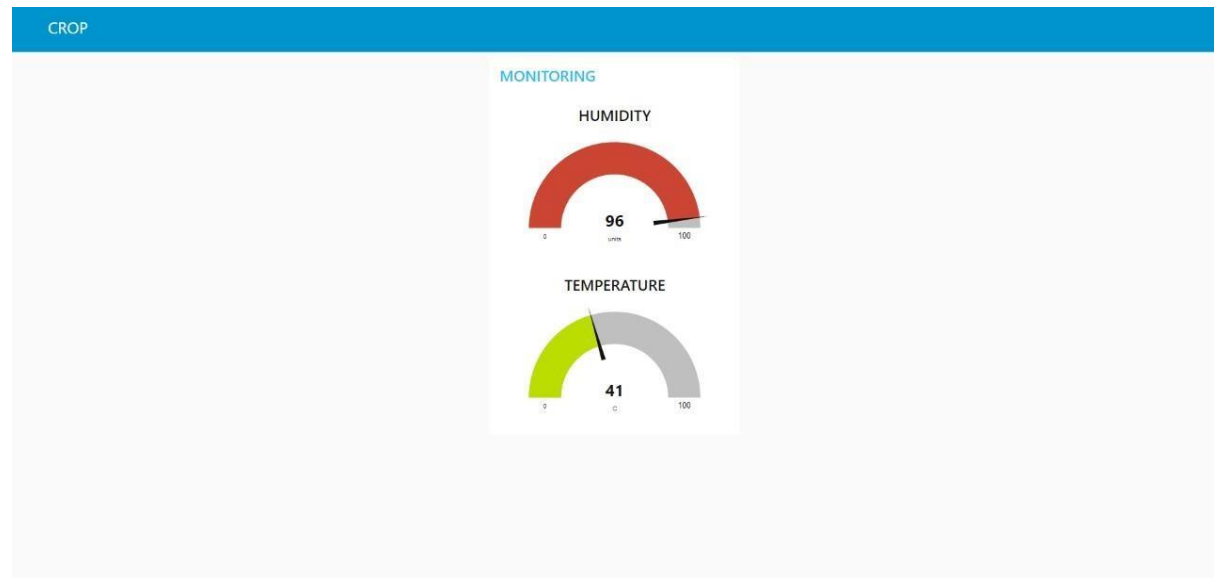 CROP
MONITORING
HUMIDITY
96
units
0
100
TEMPERATURE
41
C
0
100